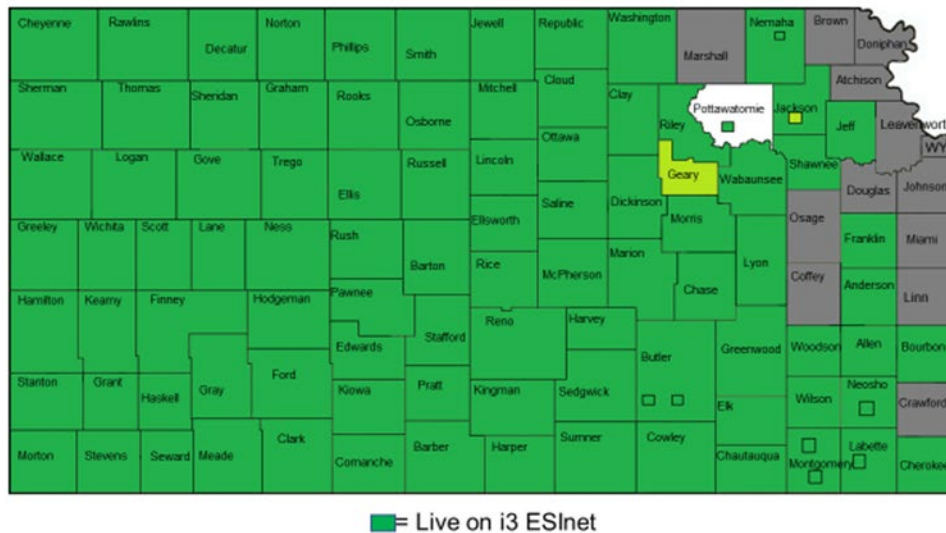 Cheyenne
Rawlins
Decatur
Norton
Phillips
Smith
Jewell
Republic
Washington
Marshall
Nemaha
Brown
Doniphan
Sherman
Thomas
Sheridan
Graham
Rooks
Osborne
Mitchell
Cloud
Clay
Riley
Pottawatomie
Jackson
Atchison
Jeff
Leavenwort
WY
Wallace
Logan
Gove
Trego
Ellis
Russell
Lincoln
Ottawa
Saline
Dickinson
Geary
Wabaunsee
Shawnee
Douglas
Johnson
Greeley
Wichita
Scott
Lane
Ness
Rush
Barton
Ellsworth
Rice
McPherson
Marion
Morris
Chase
Lyon
Osage
Coffey
Franklin
Miami
Anderson
Linn
Hamilton
Kearny
Finney
Hodgeman
Pawnee
Edwards
Stafford
Reno
Harvey
Butler
Greenwood
Woodson
Allen
Bourbon
Stanton
Grant
Haskell
Gray
Ford
Kiowa
Pratt
Kingman
Sedgwick
Elk
Wilson
Neosho
Crawford
Morton
Stevens
Seward
Meade
Clark
Comanche
Barber
Harper
Sumner
Cowley
Chautauqua
Montgomery
Labette
Cherokee
= Live on i3 ESInet